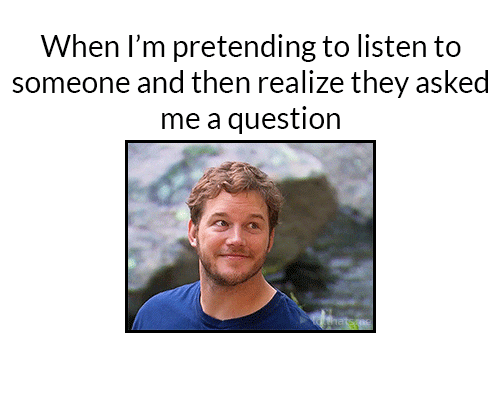 When I’m pretending to listen to
someone and then realize they asked
me a question